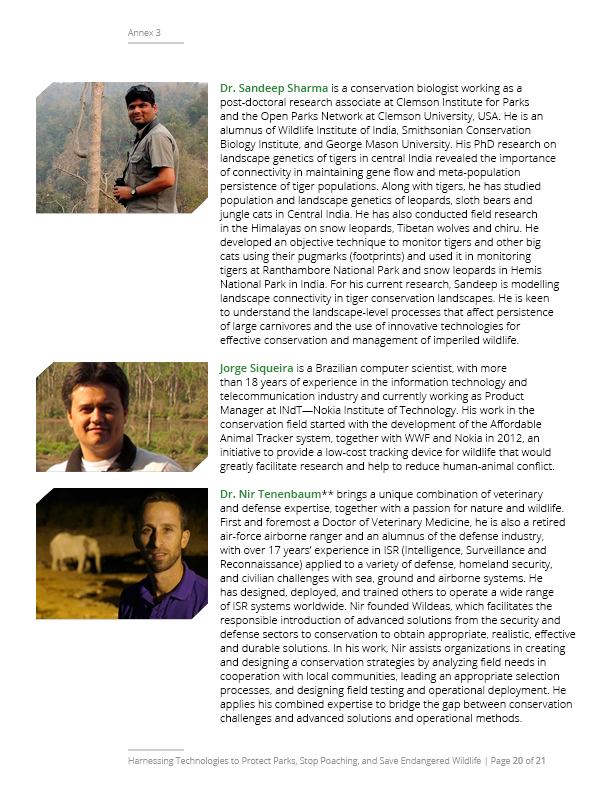 Annex 3
Dr. Sandeep Sharma is a conservation biologist working as a
post-doctoral research associate at Clemson Institute for Parks
and the Open Parks Network at Clemson University, USA. He is an
alumnus of Wildlife Institute of India, Smithsonian Conservation
Biology Institute, and George Mason University. His PhD research on
landscape genetics of tigers in central India revealed the importance
of connectivity in maintaining gene flow and meta-population
persistence of tiger populations. Along with tigers, he has studied
population and landscape genetics of leopards, sloth bears and
jungle cats in Central India. He has also conducted field research
in the Himalayas on snow leopards, Tibetan wolves and chiru. He
developed an objective technique to monitor tigers and other big
cats using their pugmarks (footprints) and used it in monitoring
tigers at Ranthambore National Park and snow leopards in Hemis
National Park in India. For his current research, Sandeep is modelling
landscape connectivity in tiger conservation landscapes. He is keen
to understand the landscape-level processes that affect persistence
of large carnivores and the use of innovative technologies for
effective conservation and management of imperiled wildlife.
Jorge Siqueira is a Brazilian computer scientist, with more
than 18 years of experience in the information technology and
telecommunication industry and currently working as Product
Manager at INdT—Nokia Institute of Technology. His work in the
conservation field started with the development of the Affordable
Animal Tracker system, together with WWF and Nokia in 2012, an
initiative to provide a low-cost tracking device for wildlife that would
greatly facilitate research and help to reduce human-animal conflict.
Dr. Nir Tenenbaum** brings a unique combination of veterinary
and defense expertise, together with a passion for nature and wildlife.
First and foremost a Doctor of Veterinary Medicine, he is also a retired
air-force airborne ranger and an alumnus of the defense industry,
with over 17 years' experience in ISR (Intelligence, Surveillance and
Reconnaissance) applied to a variety of defense, homeland security,
and civilian challenges with sea, ground and airborne systems. He
has designed, deployed, and trained others to operate a wide range
of ISR systems worldwide. Nir founded Wildeas, which facilitates the
responsible introduction of advanced solutions from the security and
defense sectors to conservation to obtain appropriate, realistic, effective
and durable solutions. In his work, Nir assists organizations in creating
and designing a conservation strategies by analyzing field needs in
cooperation with local communities, leading an appropriate selection
processes, and designing field testing and operational deployment. He
applies his combined expertise to bridge the gap between conservation
challenges and advanced solutions and operational methods.
Harnessing Technologies to Protect Parks, Stop Poaching, and Save Endangered Wildlife | Page 20 of 21